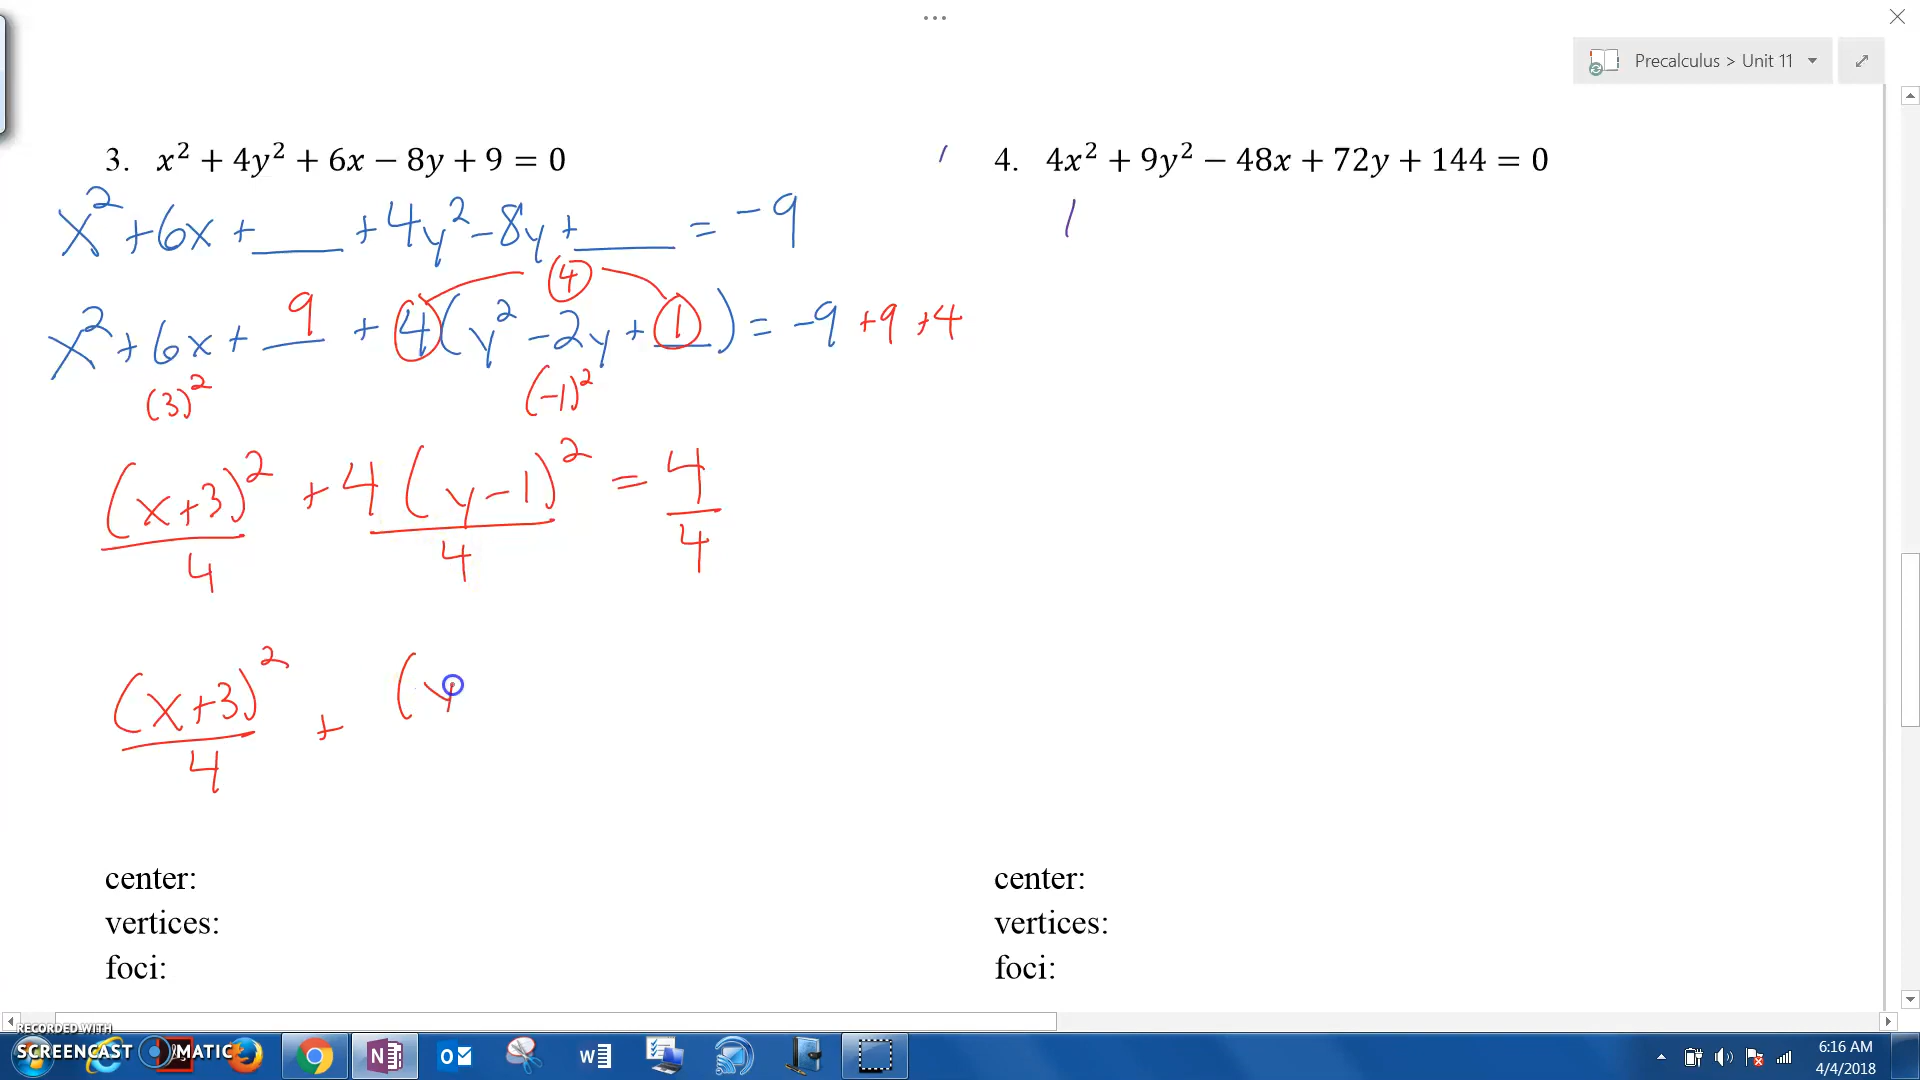 ...
Precalculus > Unit 11
3. x² + 4y² + 6x − 8y + 9 = 0
4. 4x² + 9y² − 48x + 72y + 144 = 0
x² + 6x + ___ + 4y² − 8y + ___ = −9
4
x² + 6x + 9 + 4(y² − 2y + 1) = −9 + 9 + 4
(3)² (−1)²
(x+3)²/4 + 4(y−1)²/4 = 4/4
(x+3)²/4 + (y
center:
vertices:
foci:
center:
vertices:
foci:
RECORDED WITH
SCREENCAST MATIC
6:16 AM
4/4/2018